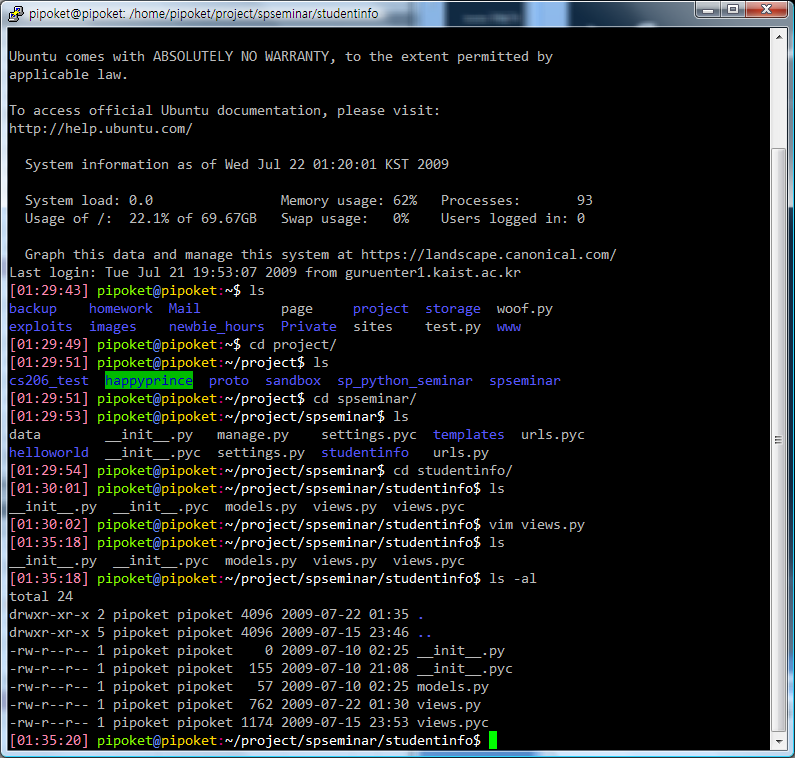 pipoket@pipoket: /home/pipoket/project/spseminar/studentinfo
Ubuntu comes with ABSOLUTELY NO WARRANTY, to the extent permitted by
applicable law.
To access official Ubuntu documentation, please visit:
http://help.ubuntu.com/
System information as of Wed Jul 22 01:20:01 KST 2009
System load: 0.0 Memory usage: 62% Processes: 93
Usage of /: 22.1% of 69.67GB Swap usage: 0% Users logged in: 0
Graph this data and manage this system at https://landscape.canonical.com/
Last login: Tue Jul 21 19:53:07 2009 from guruenter1.kaist.ac.kr
[01:29:43] pipoket@pipoket:~$ ls
backup homework Mail page project storage woof.py
exploits images newbie_hours Private sites test.py www
[01:29:49] pipoket@pipoket:~$ cd project/
[01:29:51] pipoket@pipoket:~/project$ ls
cs206_test happyprince proto sandbox sp_python_seminar spseminar
[01:29:51] pipoket@pipoket:~/project$ cd spseminar/
[01:29:53] pipoket@pipoket:~/project/spseminar$ ls
data __init__.py manage.py settings.pyc templates urls.pyc
helloworld __init__.pyc settings.py studentinfo urls.py
[01:29:54] pipoket@pipoket:~/project/spseminar$ cd studentinfo/
[01:30:01] pipoket@pipoket:~/project/spseminar/studentinfo$ ls
__init__.py __init__.pyc models.py views.py views.pyc
[01:30:02] pipoket@pipoket:~/project/spseminar/studentinfo$ vim views.py
[01:35:18] pipoket@pipoket:~/project/spseminar/studentinfo$ ls
__init__.py __init__.pyc models.py views.py views.pyc
[01:35:18] pipoket@pipoket:~/project/spseminar/studentinfo$ ls -al
total 24
drwxr-xr-x 2 pipoket pipoket 4096 2009-07-22 01:35 .
drwxr-xr-x 5 pipoket pipoket 4096 2009-07-15 23:46 ..
-rw-r--r-- 1 pipoket pipoket 0 2009-07-10 02:25 __init__.py
-rw-r--r-- 1 pipoket pipoket 155 2009-07-10 21:08 __init__.pyc
-rw-r--r-- 1 pipoket pipoket 57 2009-07-10 02:25 models.py
-rw-r--r-- 1 pipoket pipoket 762 2009-07-22 01:30 views.py
-rw-r--r-- 1 pipoket pipoket 1174 2009-07-15 23:53 views.pyc
[01:35:20] pipoket@pipoket:~/project/spseminar/studentinfo$